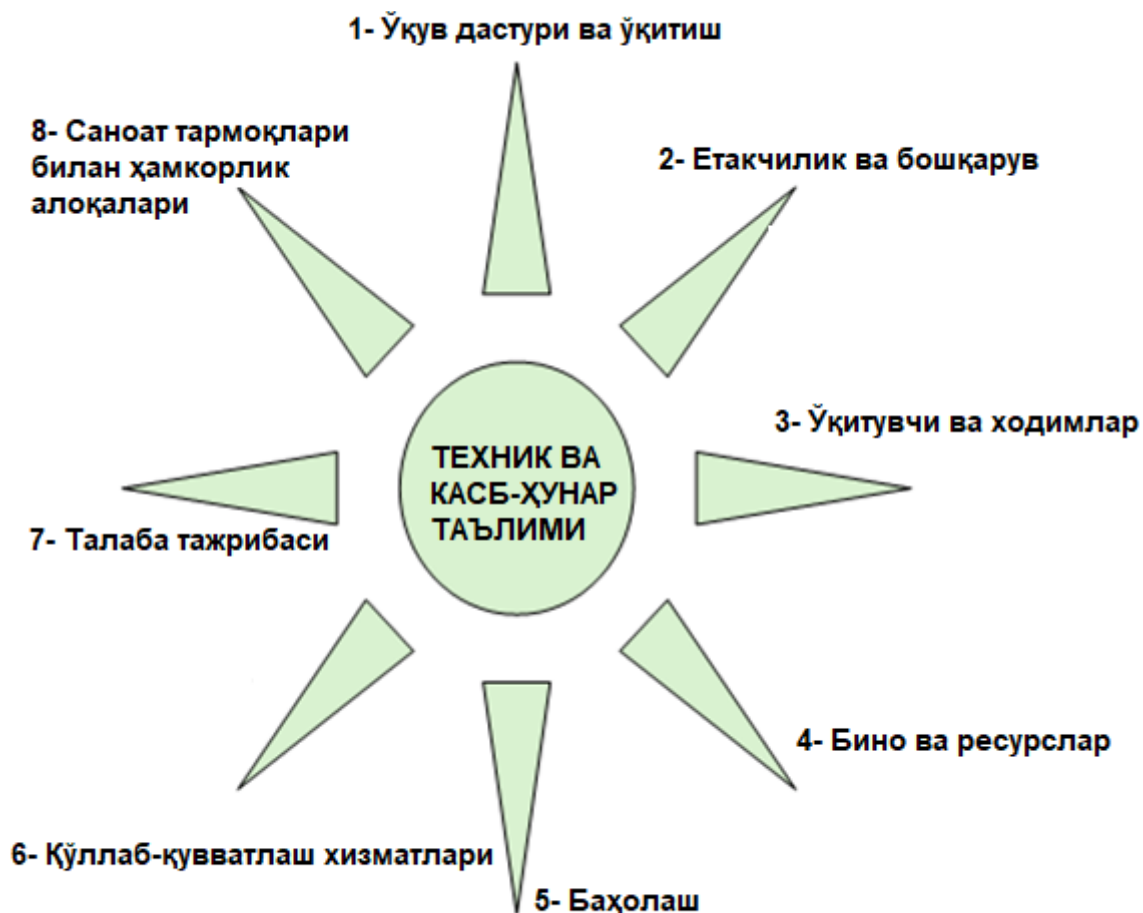 1- Ўқув дастури ва ўқитиш
8- Саноат тармоқлари
билан ҳамкорлик
алоқалари
2- Етакчилик ва бошқарув
3- Ўқитувчи ва ходимлар
ТЕХНИК ВА
КАСБ-ҲУНАР
ТАЪЛИМИ
7- Талаба тажрибаси
4- Бино ва ресурслар
6- Қўллаб-қувватлаш хизматлари
5- Баҳолаш